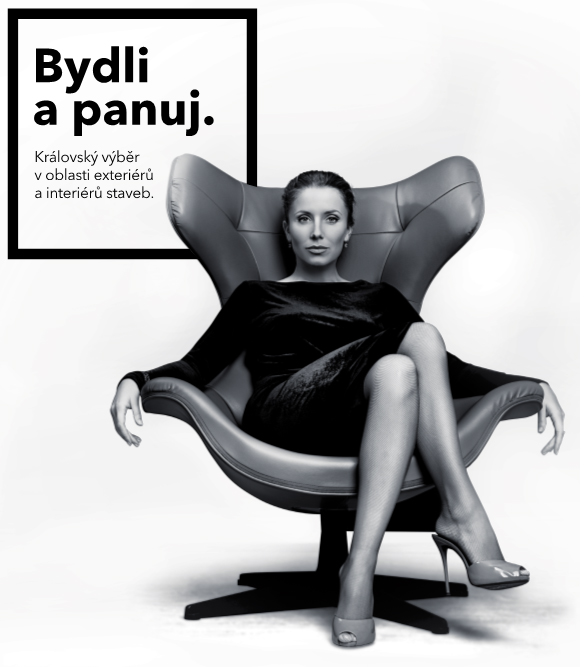 Bydli
a panuj.
Královský výběr
v oblasti exteriérů
a interiérů staveb.